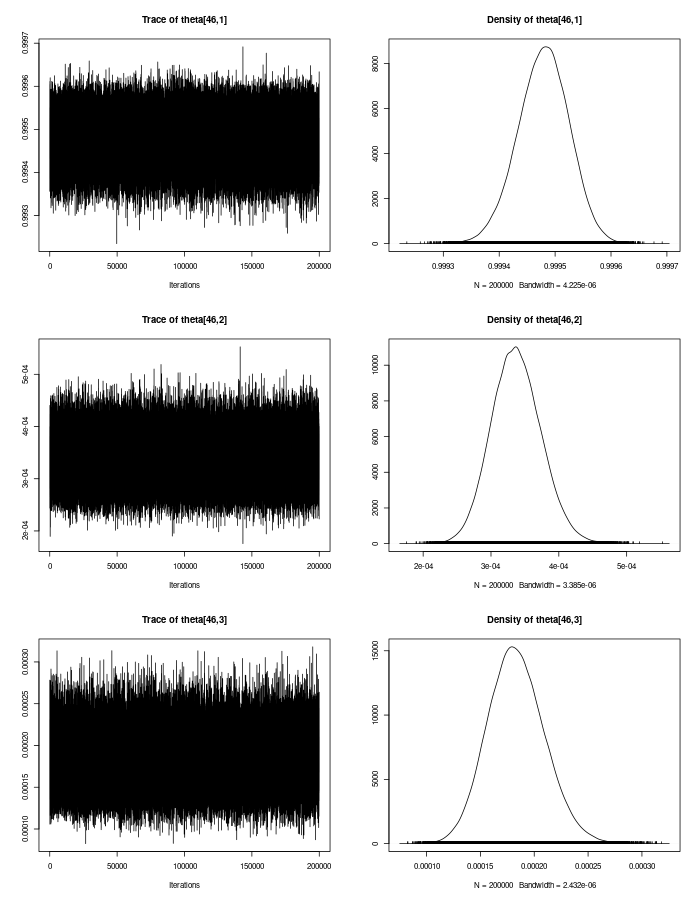 Trace of theta[46,1]
0.9993 0.9994 0.9995 0.9996 0.9997
0 50000 100000 150000 200000
Iterations
Density of theta[46,1]
0 2000 4000 6000 8000
0.9993 0.9994 0.9995 0.9996 0.9997
N = 200000 Bandwidth = 4.225e-06
Trace of theta[46,2]
2e-04 3e-04 4e-04 5e-04
0 50000 100000 150000 200000
Iterations
Density of theta[46,2]
0 2000 4000 6000 8000 10000
2e-04 3e-04 4e-04 5e-04
N = 200000 Bandwidth = 3.385e-06
Trace of theta[46,3]
0.00010 0.00015 0.00020 0.00025 0.00030
0 50000 100000 150000 200000
Iterations
Density of theta[46,3]
0 5000 10000 15000
0.00010 0.00015 0.00020 0.00025 0.00030
N = 200000 Bandwidth = 2.432e-06